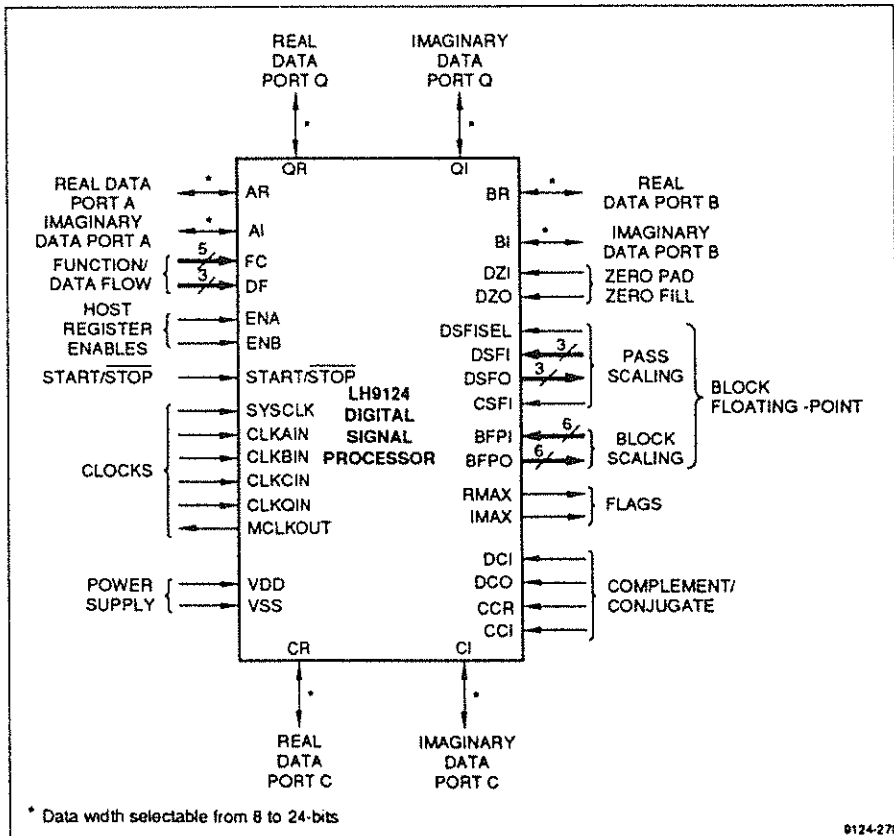 REAL
DATA
PORT Q
IMAGINARY
DATA
PORT Q
*
*
QR
QI
REAL DATA
PORT A
*
AR
IMAGINARY
DATA PORT A
*
AI
FUNCTION/
DATA FLOW
5
FC
3
DF
HOST
REGISTER
ENABLES
ENA
ENB
START/STOP
START/STOP
CLOCKS
SYSCLK
CLKAIN
CLKBIN
CLKCIN
CLKQIN
MCLKOUT
POWER
SUPPLY
VDD
VSS
LH9124
DIGITAL
SIGNAL
PROCESSOR
BR
*
REAL
DATA PORT B
BI
*
IMAGINARY
DATA PORT B
DZI
DZO
ZERO PAD
ZERO FILL
DSFISEL
DSFI
3
DSFO
3
CSFI
PASS
SCALING
BFPI
6
BFPO
6
BLOCK
SCALING
BLOCK
FLOATING -POINT
RMAX
IMAX
FLAGS
DCI
DCO
CCR
CCI
COMPLEMENT/
CONJUGATE
CR
CI
*
*
REAL
DATA
PORT C
IMAGINARY
DATA
PORT C
* Data width selectable from 8 to 24-bits